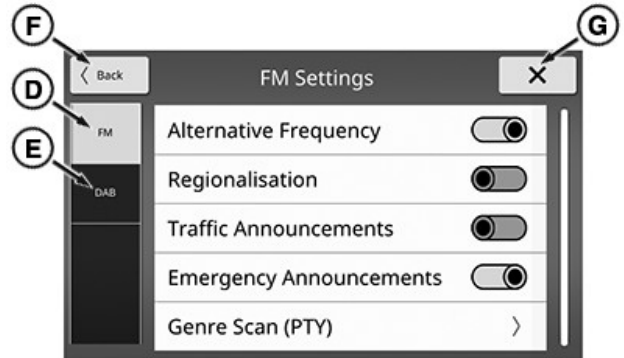 F
G
〈 Back
FM Settings
×
D
FM
Alternative Frequency
E
DAB
Regionalisation
Traffic Announcements
Emergency Announcements
Genre Scan (PTY) 〉